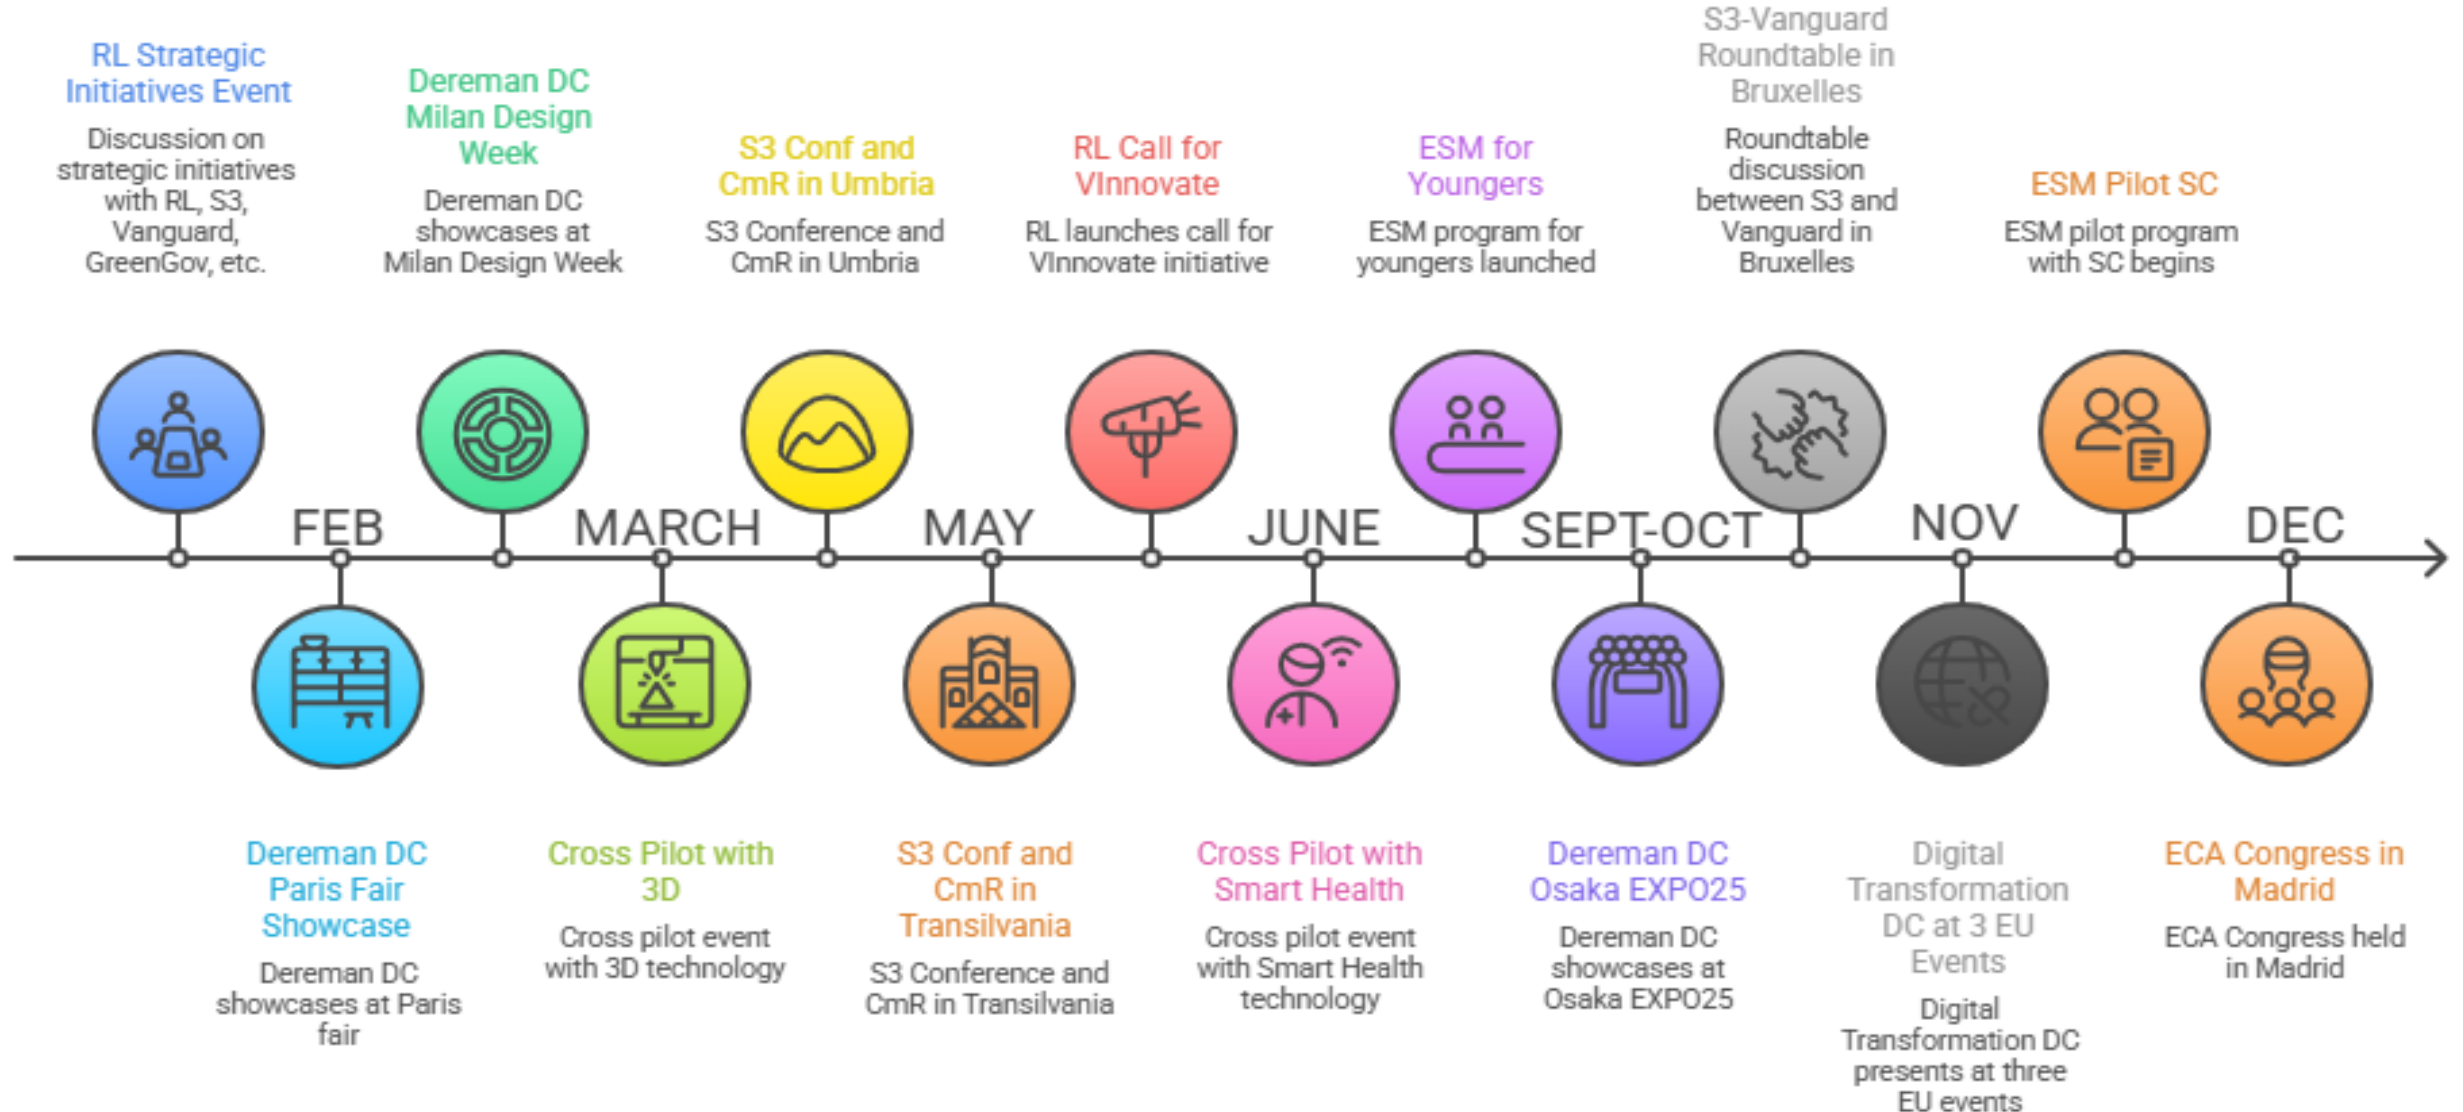 RL Strategic
Initiatives Event
Discussion on
strategic initiatives
with RL, S3,
Vanguard,
GreenGov, etc.
Dereman DC
Milan Design
Week
Dereman DC
showcases at
Milan Design Week
S3 Conf and
CmR in Umbria
S3 Conference and
CmR in Umbria
RL Call for
VInnovate
RL launches call for
VInnovate initiative
ESM for
Youngers
ESM program for
youngers launched
S3-Vanguard
Roundtable in
Bruxelles
Roundtable
discussion
between S3 and
Vanguard in
Bruxelles
ESM Pilot SC
ESM pilot program
with SC begins
FEB
MARCH
MAY
JUNE
SEPT-OCT
NOV
DEC
Dereman DC
Paris Fair
Showcase
Dereman DC
showcases at Paris
fair
Cross Pilot with
3D
Cross pilot event
with 3D technology
S3 Conf and
CmR in
Transilvania
S3 Conference and
CmR in Transilvania
Cross Pilot with
Smart Health
Cross pilot event
with Smart Health
technology
Dereman DC
Osaka EXPO25
Dereman DC
showcases at
Osaka EXPO25
Digital
Transformation
DC at 3 EU
Events
Digital
Transformation DC
presents at three
EU events
ECA Congress in
Madrid
ECA Congress held
in Madrid